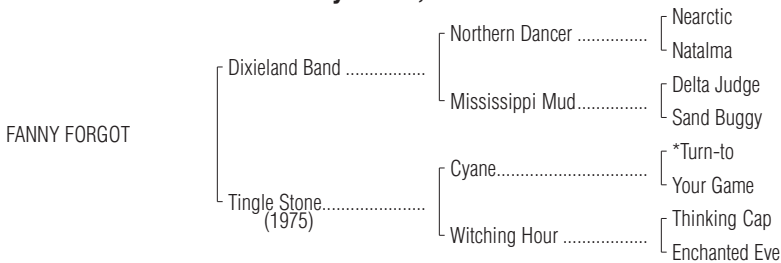 Nearctic
Northern Dancer ...............
Natalma
Dixieland Band .................
Delta Judge
Mississippi Mud...............
Sand Buggy
FANNY FORGOT
*Turn-to
Cyane................................
Your Game
Tingle Stone......................
(1975)
Thinking Cap
Witching Hour ..................
Enchanted Eve